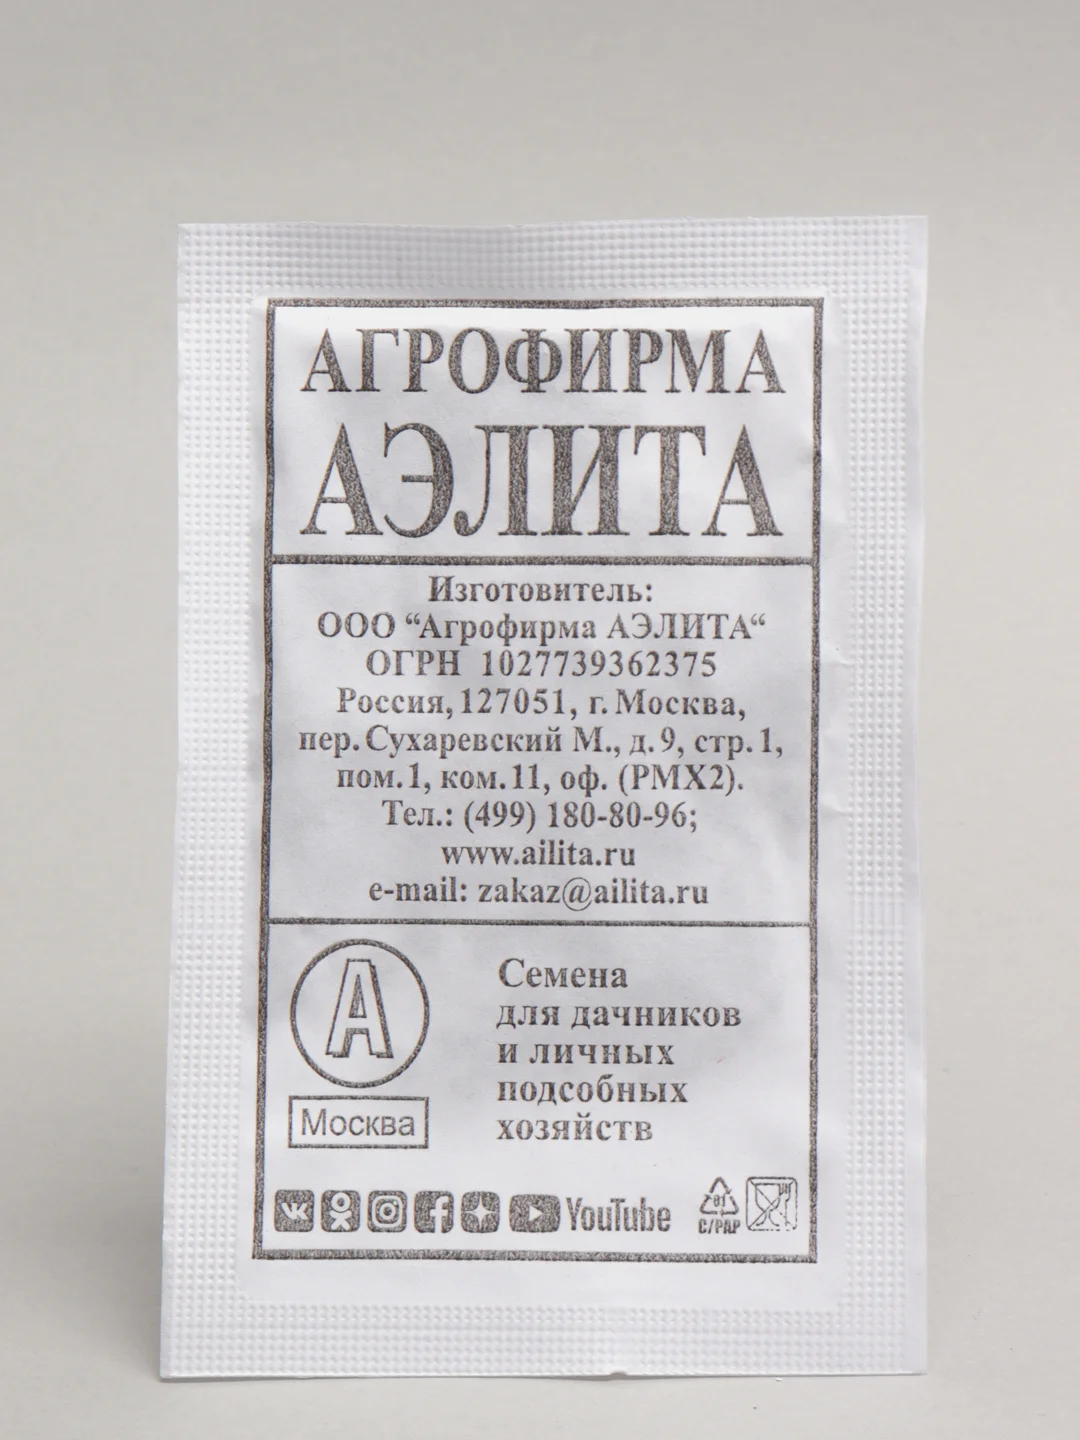 АГРОФИРМА
АЭЛИТА
Изготовитель:
ООО “Агрофирма АЭЛИТА“
ОГРН 1027739362375
Россия, 127051, г. Москва,
пер. Сухаревский М., д. 9, стр. 1,
пом. 1, ком. 11, оф. (РМХ2).
Тел.: (499) 180-80-96;
www.ailita.ru
e-mail: zakaz@ailita.ru
А
Москва
Семена
для дачников
и личных
подсобных
хозяйств
YouTube
81
C/PAP